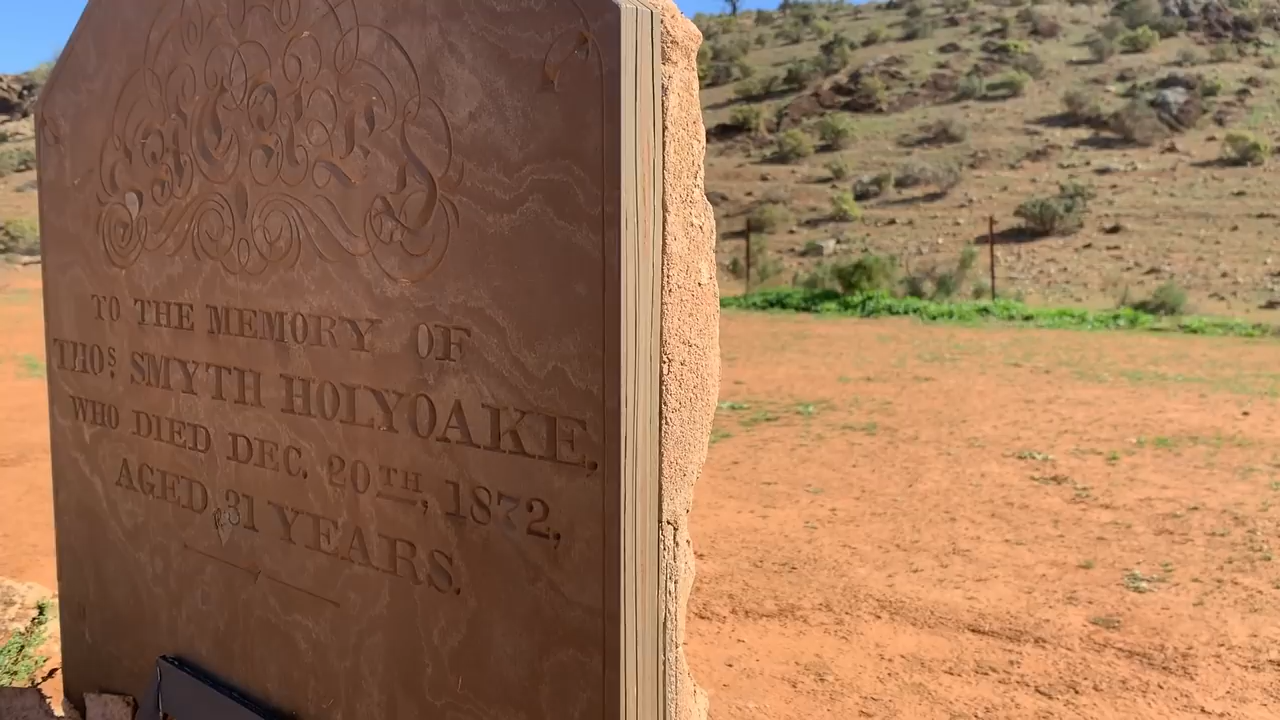 TO THE MEMORY OF
THOS. SMYTH HOLYOAKE.
WHO DIED DEC. 20TH, 1872,
AGED 31 YEARS.